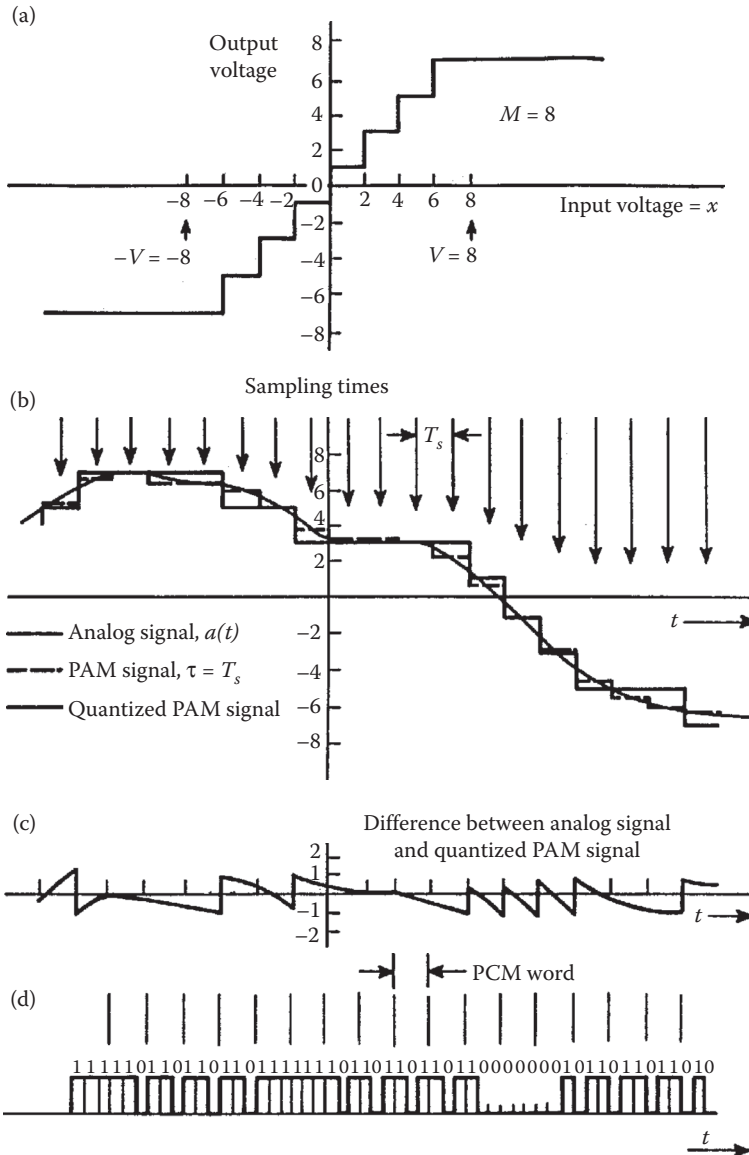 (a)
Output
voltage
8
6
4
2
0
M = 8
-8 -6 -4 -2
2 4 6 8
Input voltage = x
-V = -8
V = 8
-2
-4
-6
-8
Sampling times
(b)
T_s
8
6
4
2
t
-2
-4
-6
-8
Analog signal, a(t)
PAM signal, τ = T_s
Quantized PAM signal
(c)
Difference between analog signal
and quantized PAM signal
2
1
-1
-2
t
PCM word
(d)
t